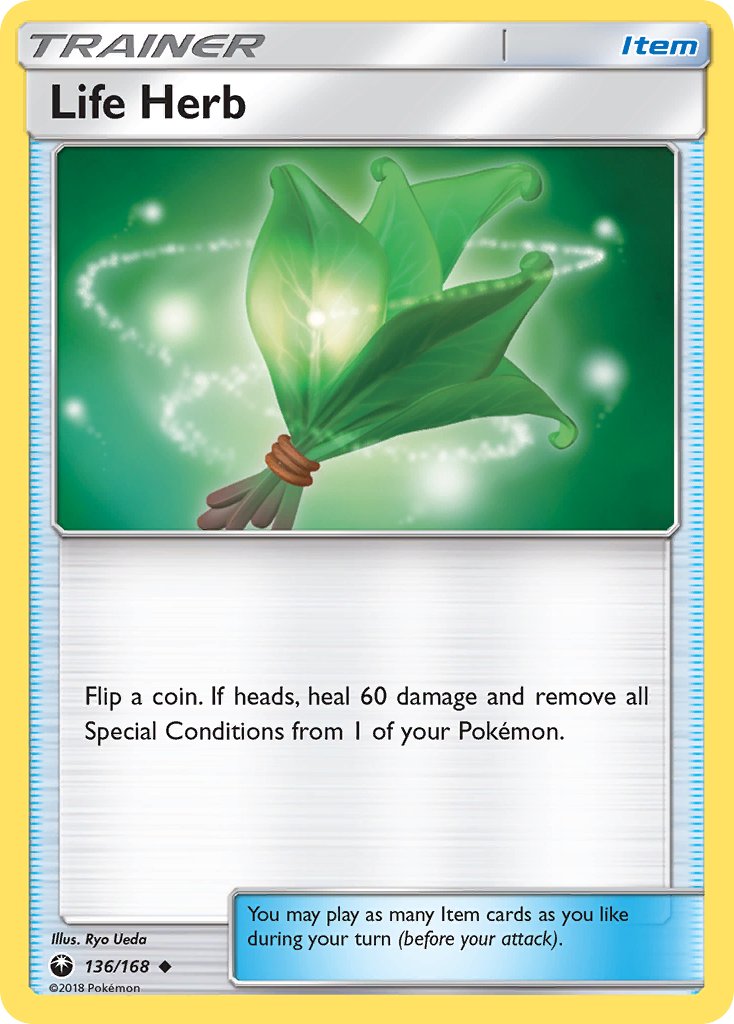 TRAINER
Item
Life Herb
Flip a coin. If heads, heal 60 damage and remove all
Special Conditions from 1 of your Pokémon.
You may play as many Item cards as you like
during your turn (before your attack).
Illus. Ryo Ueda
136/168
©2018 Pokémon